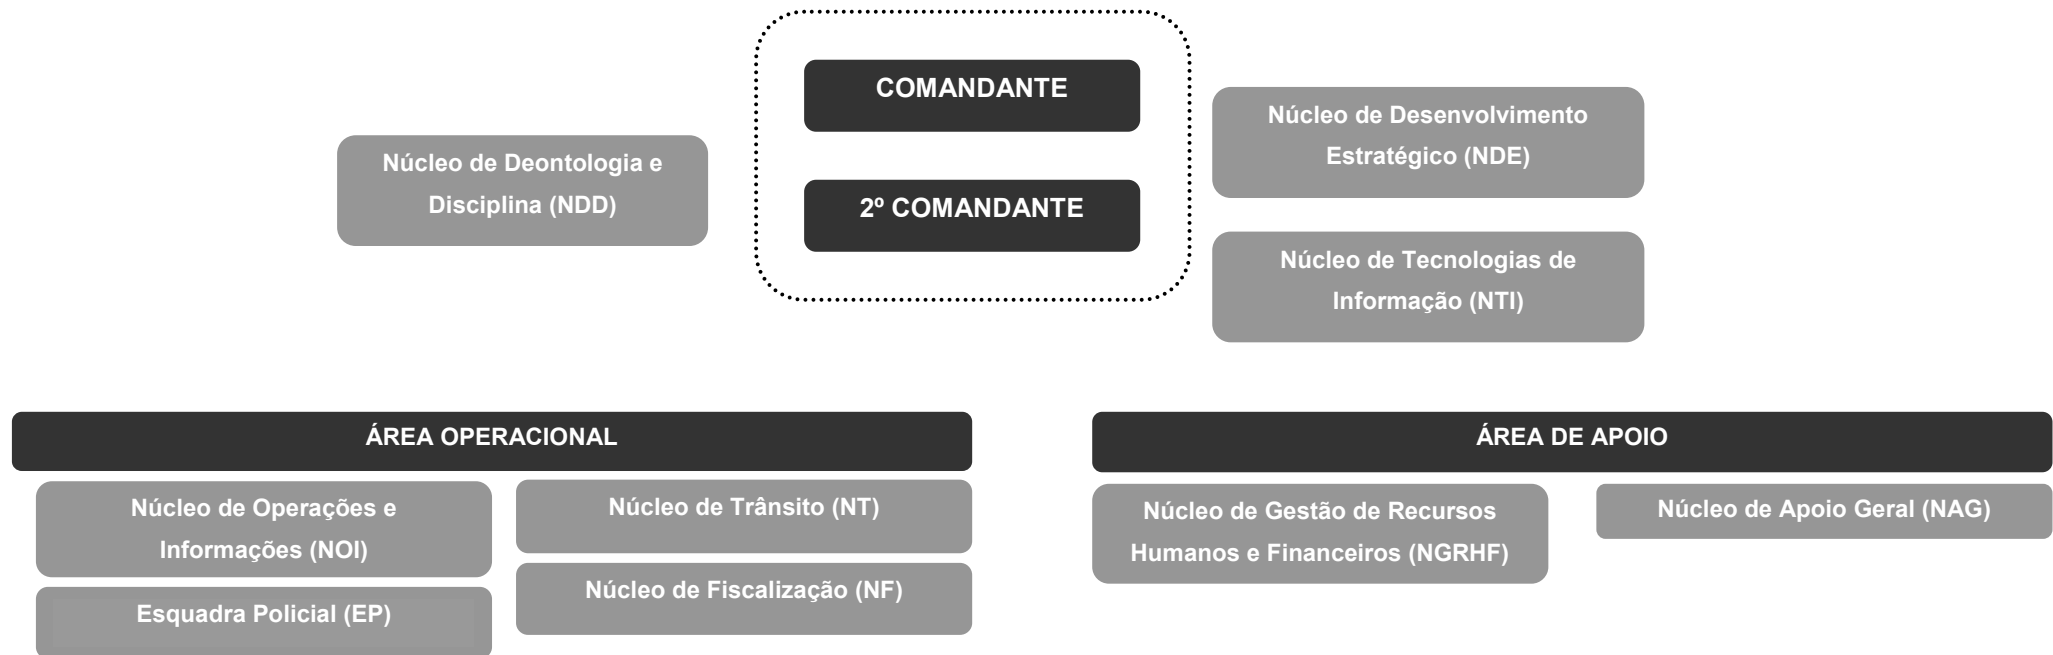 COMANDANTE
2º COMANDANTE
Núcleo de Deontologia e
Disciplina (NDD)
Núcleo de Desenvolvimento
Estratégico (NDE)
Núcleo de Tecnologias de
Informação (NTI)
ÁREA OPERACIONAL
Núcleo de Operações e
Informações (NOI)
Esquadra Policial (EP)
Núcleo de Trânsito (NT)
Núcleo de Fiscalização (NF)
ÁREA DE APOIO
Núcleo de Gestão de Recursos
Humanos e Financeiros (NGRHF)
Núcleo de Apoio Geral (NAG)